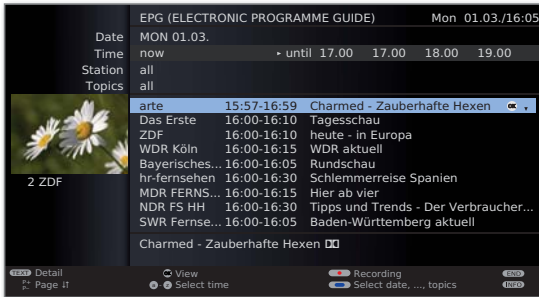 EPG (ELECTRONIC PROGRAMME GUIDE) Mon 01.03./16:05
Date MON 01.03.
Time now ▸ until 17.00 17.00 18.00 19.00
Station all
Topics all
arte 15:57-16:59 Charmed - Zauberhafte Hexen OK
Das Erste 16:00-16:10 Tagesschau
ZDF 16:00-16:10 heute - in Europa
WDR Köln 16:00-16:15 WDR aktuell
Bayerisches... 16:00-16:05 Rundschau
hr-fernsehen 16:00-16:30 Schlemmerreise Spanien
MDR FERNS... 16:00-16:15 Hier ab vier
NDR FS HH 16:00-16:30 Tipps und Trends - Der Verbraucher...
SWR Fernse... 16:00-16:05 Baden-Württemberg aktuell
2 ZDF
Charmed - Zauberhafte Hexen
TEXT Detail OK View Recording END
P+ P- Page ↓↑ 0-9 Select time Select date, ..., topics INFO